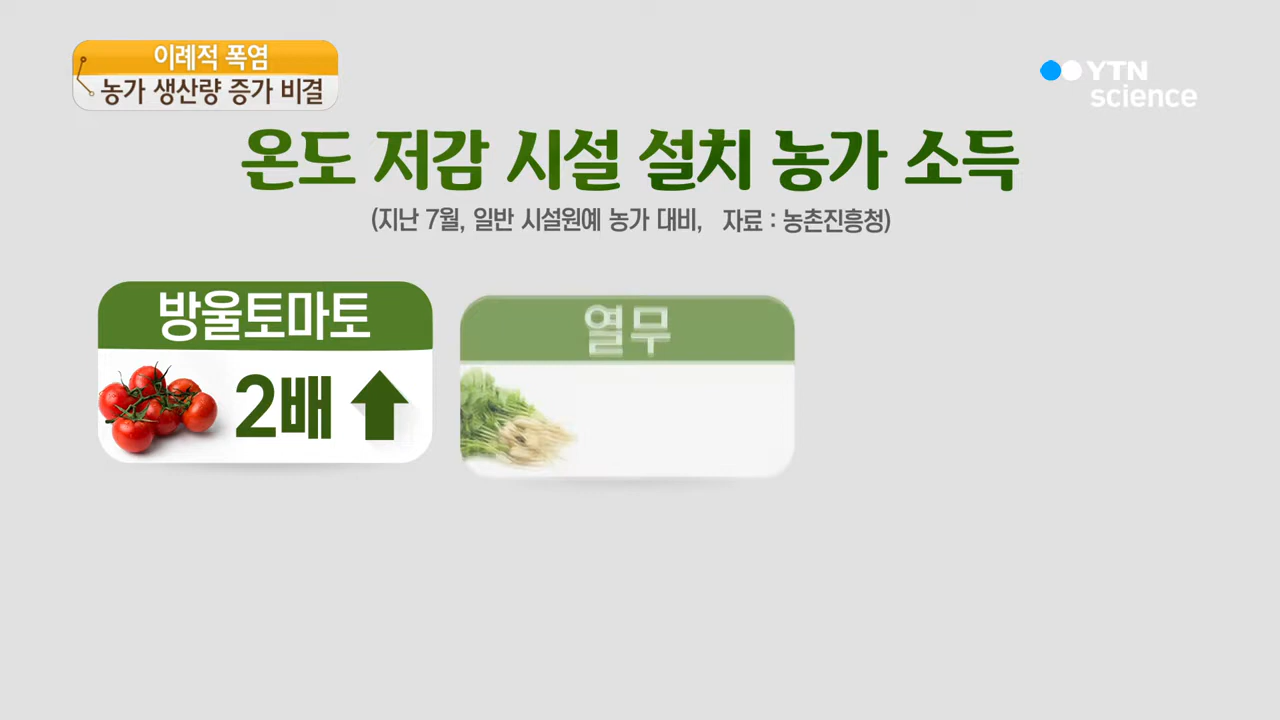 이례적 폭염
농가 생산량 증가 비결
YTN
science
온도 저감 시설 설치 농가 소득
(지난 7월, 일반 시설원예 농가 대비, 자료 : 농촌진흥청)
방울토마토
2배
열무